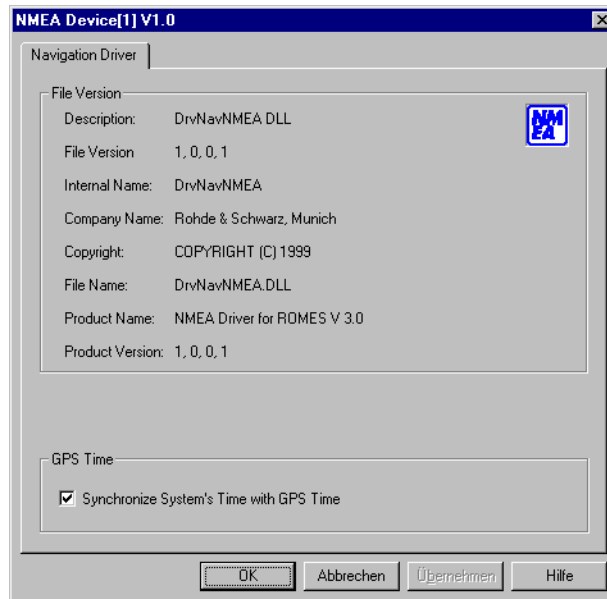 NMEA Device[1] V1.0
Navigation Driver
File Version
NM
EA
Description: DrvNavNMEA DLL
File Version 1, 0, 0, 1
Internal Name: DrvNavNMEA
Company Name: Rohde & Schwarz, Munich
Copyright: COPYRIGHT (C) 1999
File Name: DrvNavNMEA.DLL
Product Name: NMEA Driver for ROMES V 3.0
Product Version: 1, 0, 0, 1
GPS Time
Synchronize System's Time with GPS Time
OK Abbrechen Übernehmen Hilfe